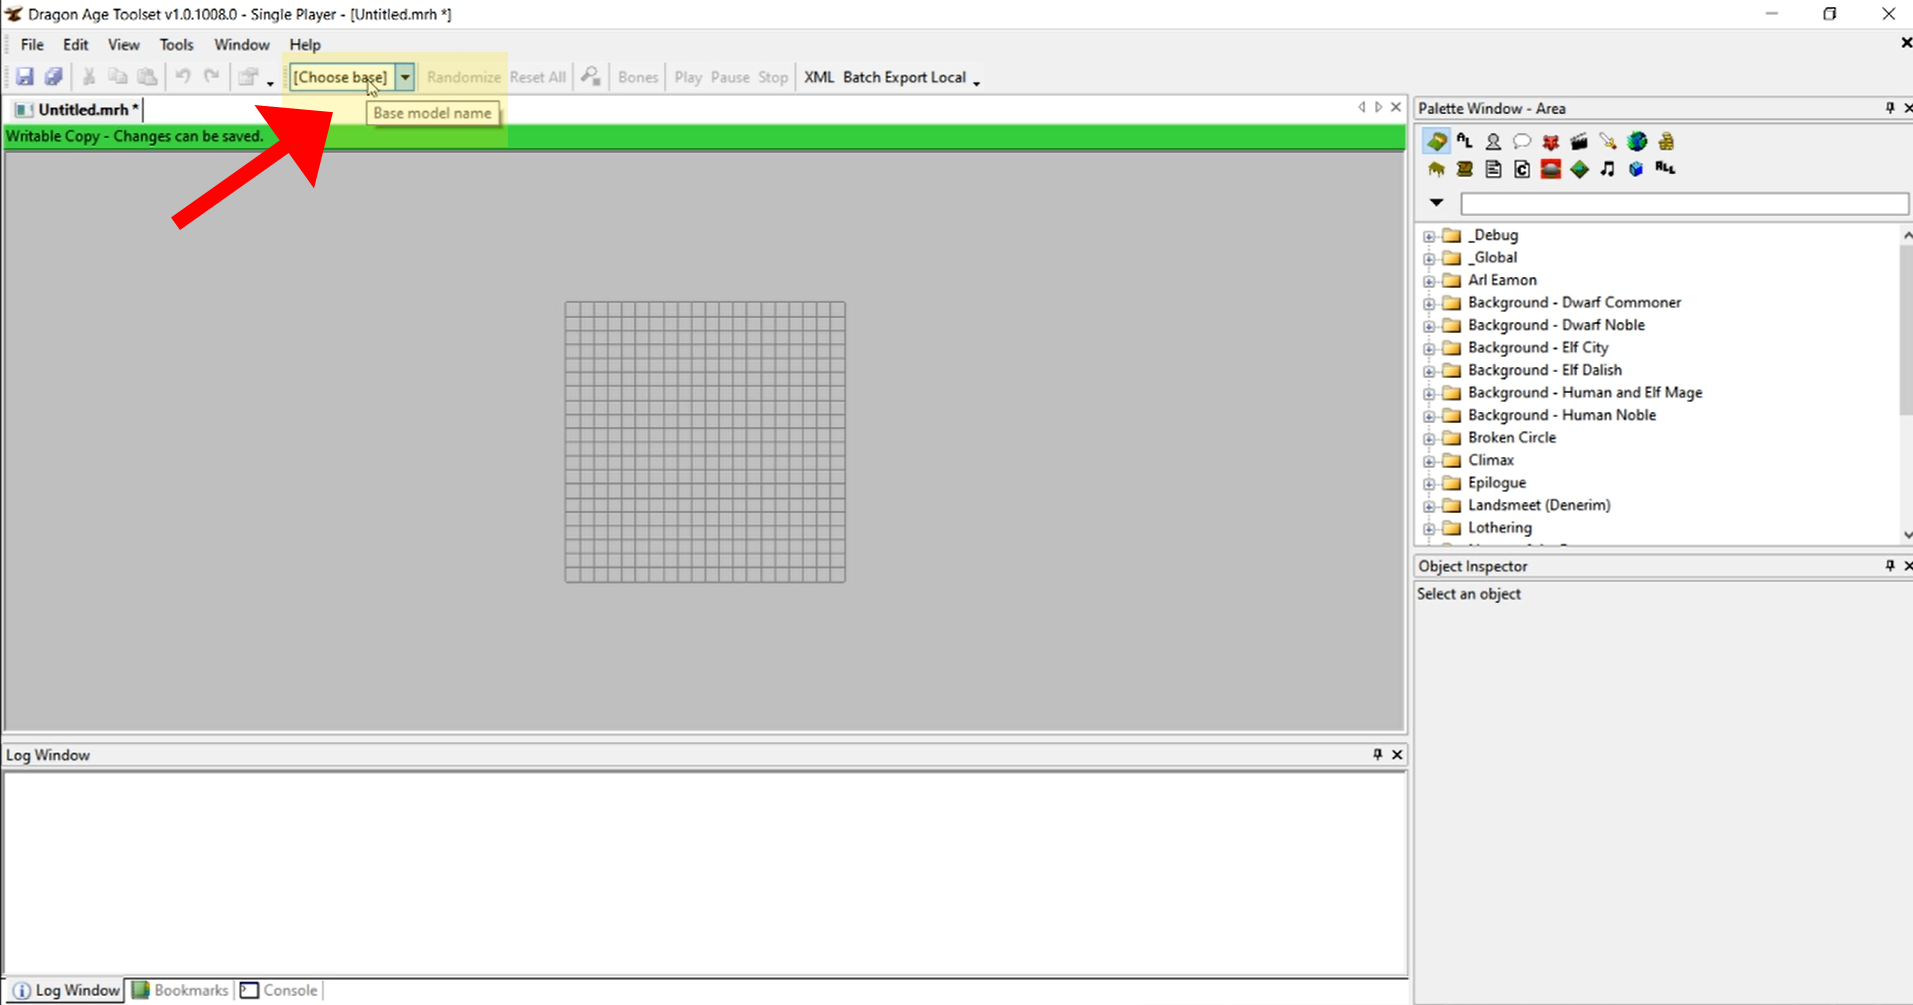 Dragon Age Toolset v1.0.1008.0 - Single Player - [Untitled.mrh *]
File Edit View Tools Window Help
[Choose base] Randomize Reset All Bones Play Pause Stop XML Batch Export Local
Base model name
Untitled.mrh *
Writable Copy - Changes can be saved.
Palette Window - Area
AL
C
ALL
_Debug
_Global
Arl Eamon
Background - Dwarf Commoner
Background - Dwarf Noble
Background - Elf City
Background - Elf Dalish
Background - Human and Elf Mage
Background - Human Noble
Broken Circle
Climax
Epilogue
Landsmeet (Denerim)
Lothering
Object Inspector
Select an object
Log Window
Log Window Bookmarks Console